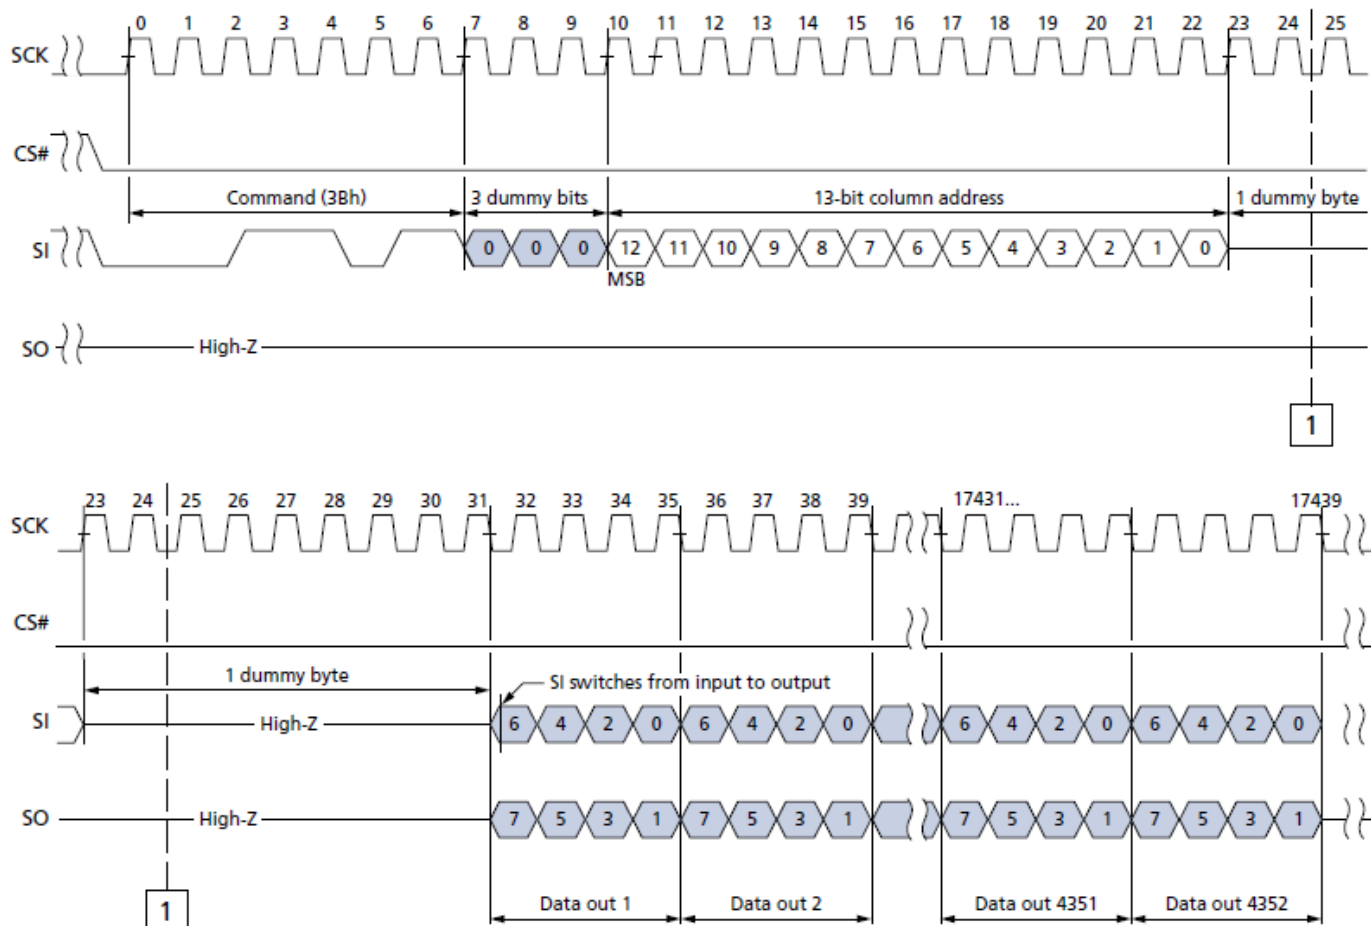 0 1 2 3 4 5 6 7 8 9 10 11 12 13 14 15 16 17 18 19 20 21 22 23 24 25
SCK
CS#
Command (3Bh) 3 dummy bits 13-bit column address 1 dummy byte
SI 0 0 0 12 11 10 9 8 7 6 5 4 3 2 1 0
MSB
SO High-Z
1
23 24 25 26 27 28 29 30 31 32 33 34 35 36 37 38 39 17431... 17439
SCK
CS#
1 dummy byte SI switches from input to output
SI High-Z 6 4 2 0 6 4 2 0 6 4 2 0 6 4 2 0
SO High-Z 7 5 3 1 7 5 3 1 7 5 3 1 7 5 3 1
1 Data out 1 Data out 2 Data out 4351 Data out 4352